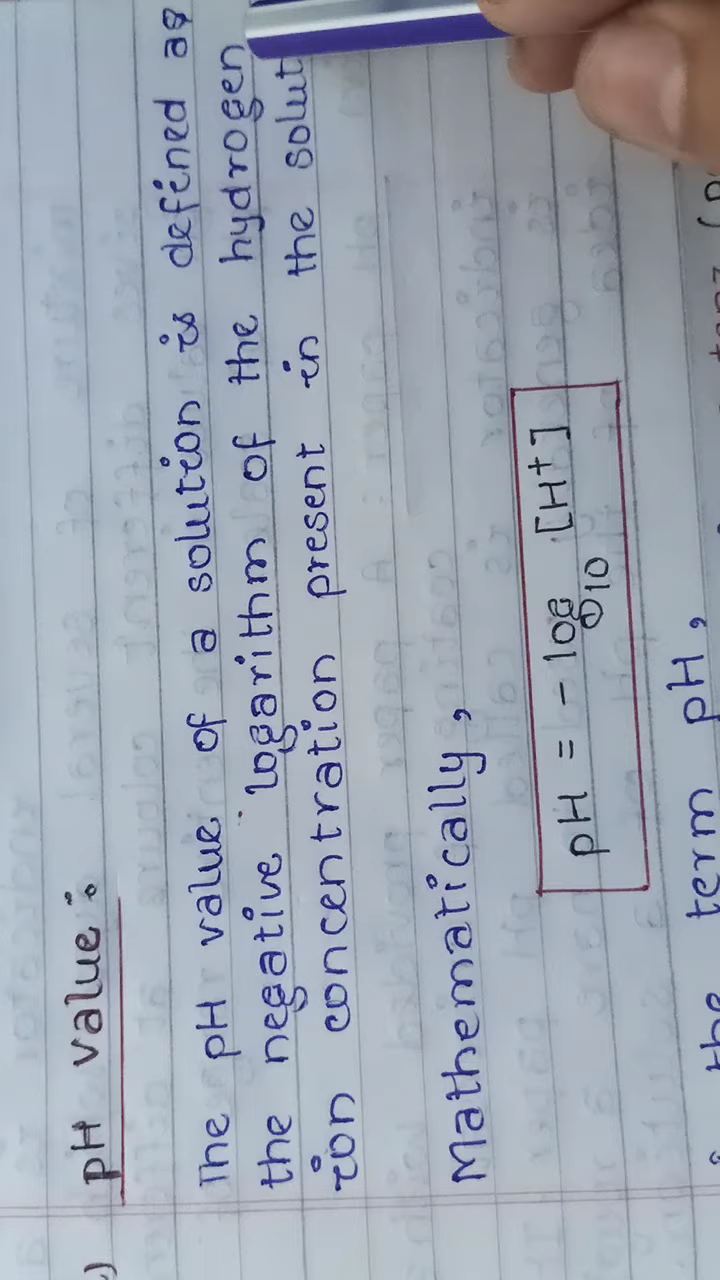 pH value :
The pH value of a solution is defined as
the negative logarithm of the hydrogen
ion concentration present in the solut
Mathematically,
pH = - log10 [H+]
the term pH,